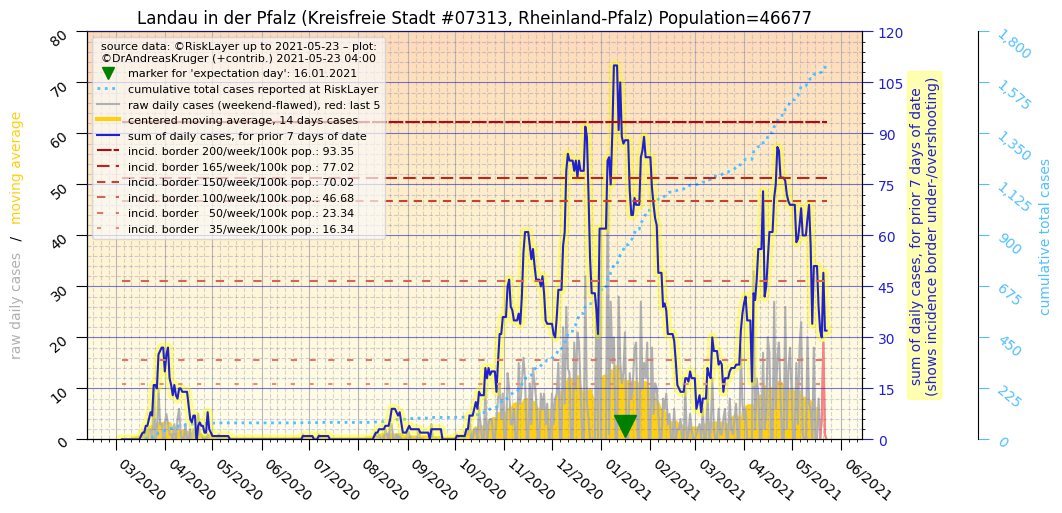 Landau in der Pfalz (Kreisfreie Stadt #07313, Rheinland-Pfalz) Population=46677
source data: ©RiskLayer up to 2021-05-23 – plot:
©DrAndreasKruger (+contrib.) 2021-05-23 04:00
marker for 'expectation day': 16.01.2021
cumulative total cases reported at RiskLayer
raw daily cases (weekend-flawed), red: last 5
centered moving average, 14 days cases
sum of daily cases, for prior 7 days of date
incid. border 200/week/100k pop.: 93.35
incid. border 165/week/100k pop.: 77.02
incid. border 150/week/100k pop.: 70.02
incid. border 100/week/100k pop.: 46.68
incid. border 50/week/100k pop.: 23.34
incid. border 35/week/100k pop.: 16.34
raw daily cases / moving average
80
70
60
50
40
30
20
10
0
03/2020
04/2020
05/2020
06/2020
07/2020
08/2020
09/2020
10/2020
11/2020
12/2020
01/2021
02/2021
03/2021
04/2021
05/2021
06/2021
120
105
90
75
60
45
30
15
0
sum of daily cases, for prior 7 days of date
(shows incidence border under-/overshooting)
1,800
1,575
1,350
1,125
900
675
450
225
0
cumulative total cases